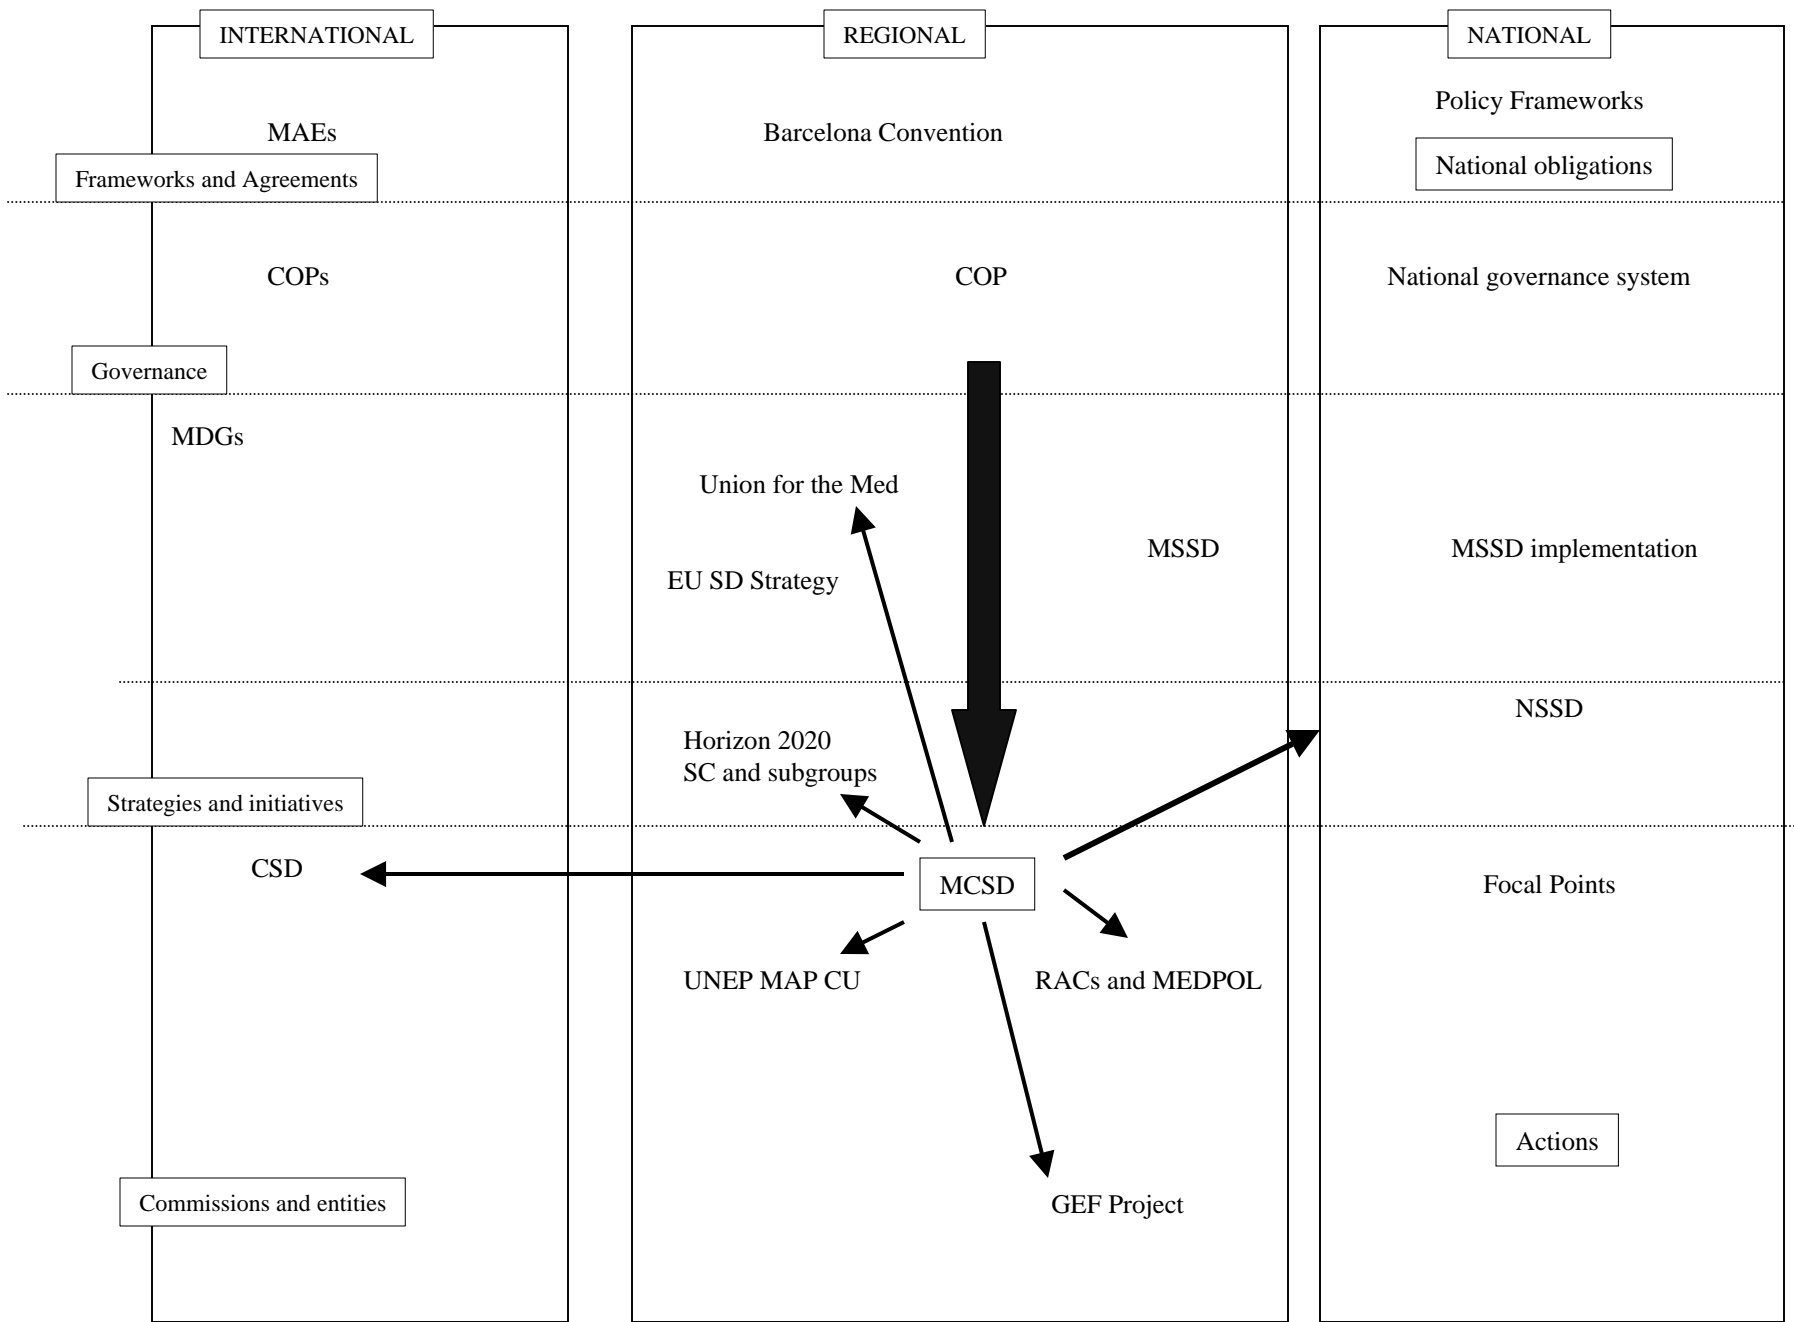 INTERNATIONAL
REGIONAL
NATIONAL
MAEs
Barcelona Convention
Policy Frameworks
Frameworks and Agreements
National obligations
COPs
COP
National governance system
Governance
MDGs
Union for the Med
EU SD Strategy
MSSD
MSSD implementation
NSSD
Horizon 2020
SC and subgroups
Strategies and initiatives
CSD
MCSD
Focal Points
UNEP MAP CU
RACs and MEDPOL
Actions
Commissions and entities
GEF Project